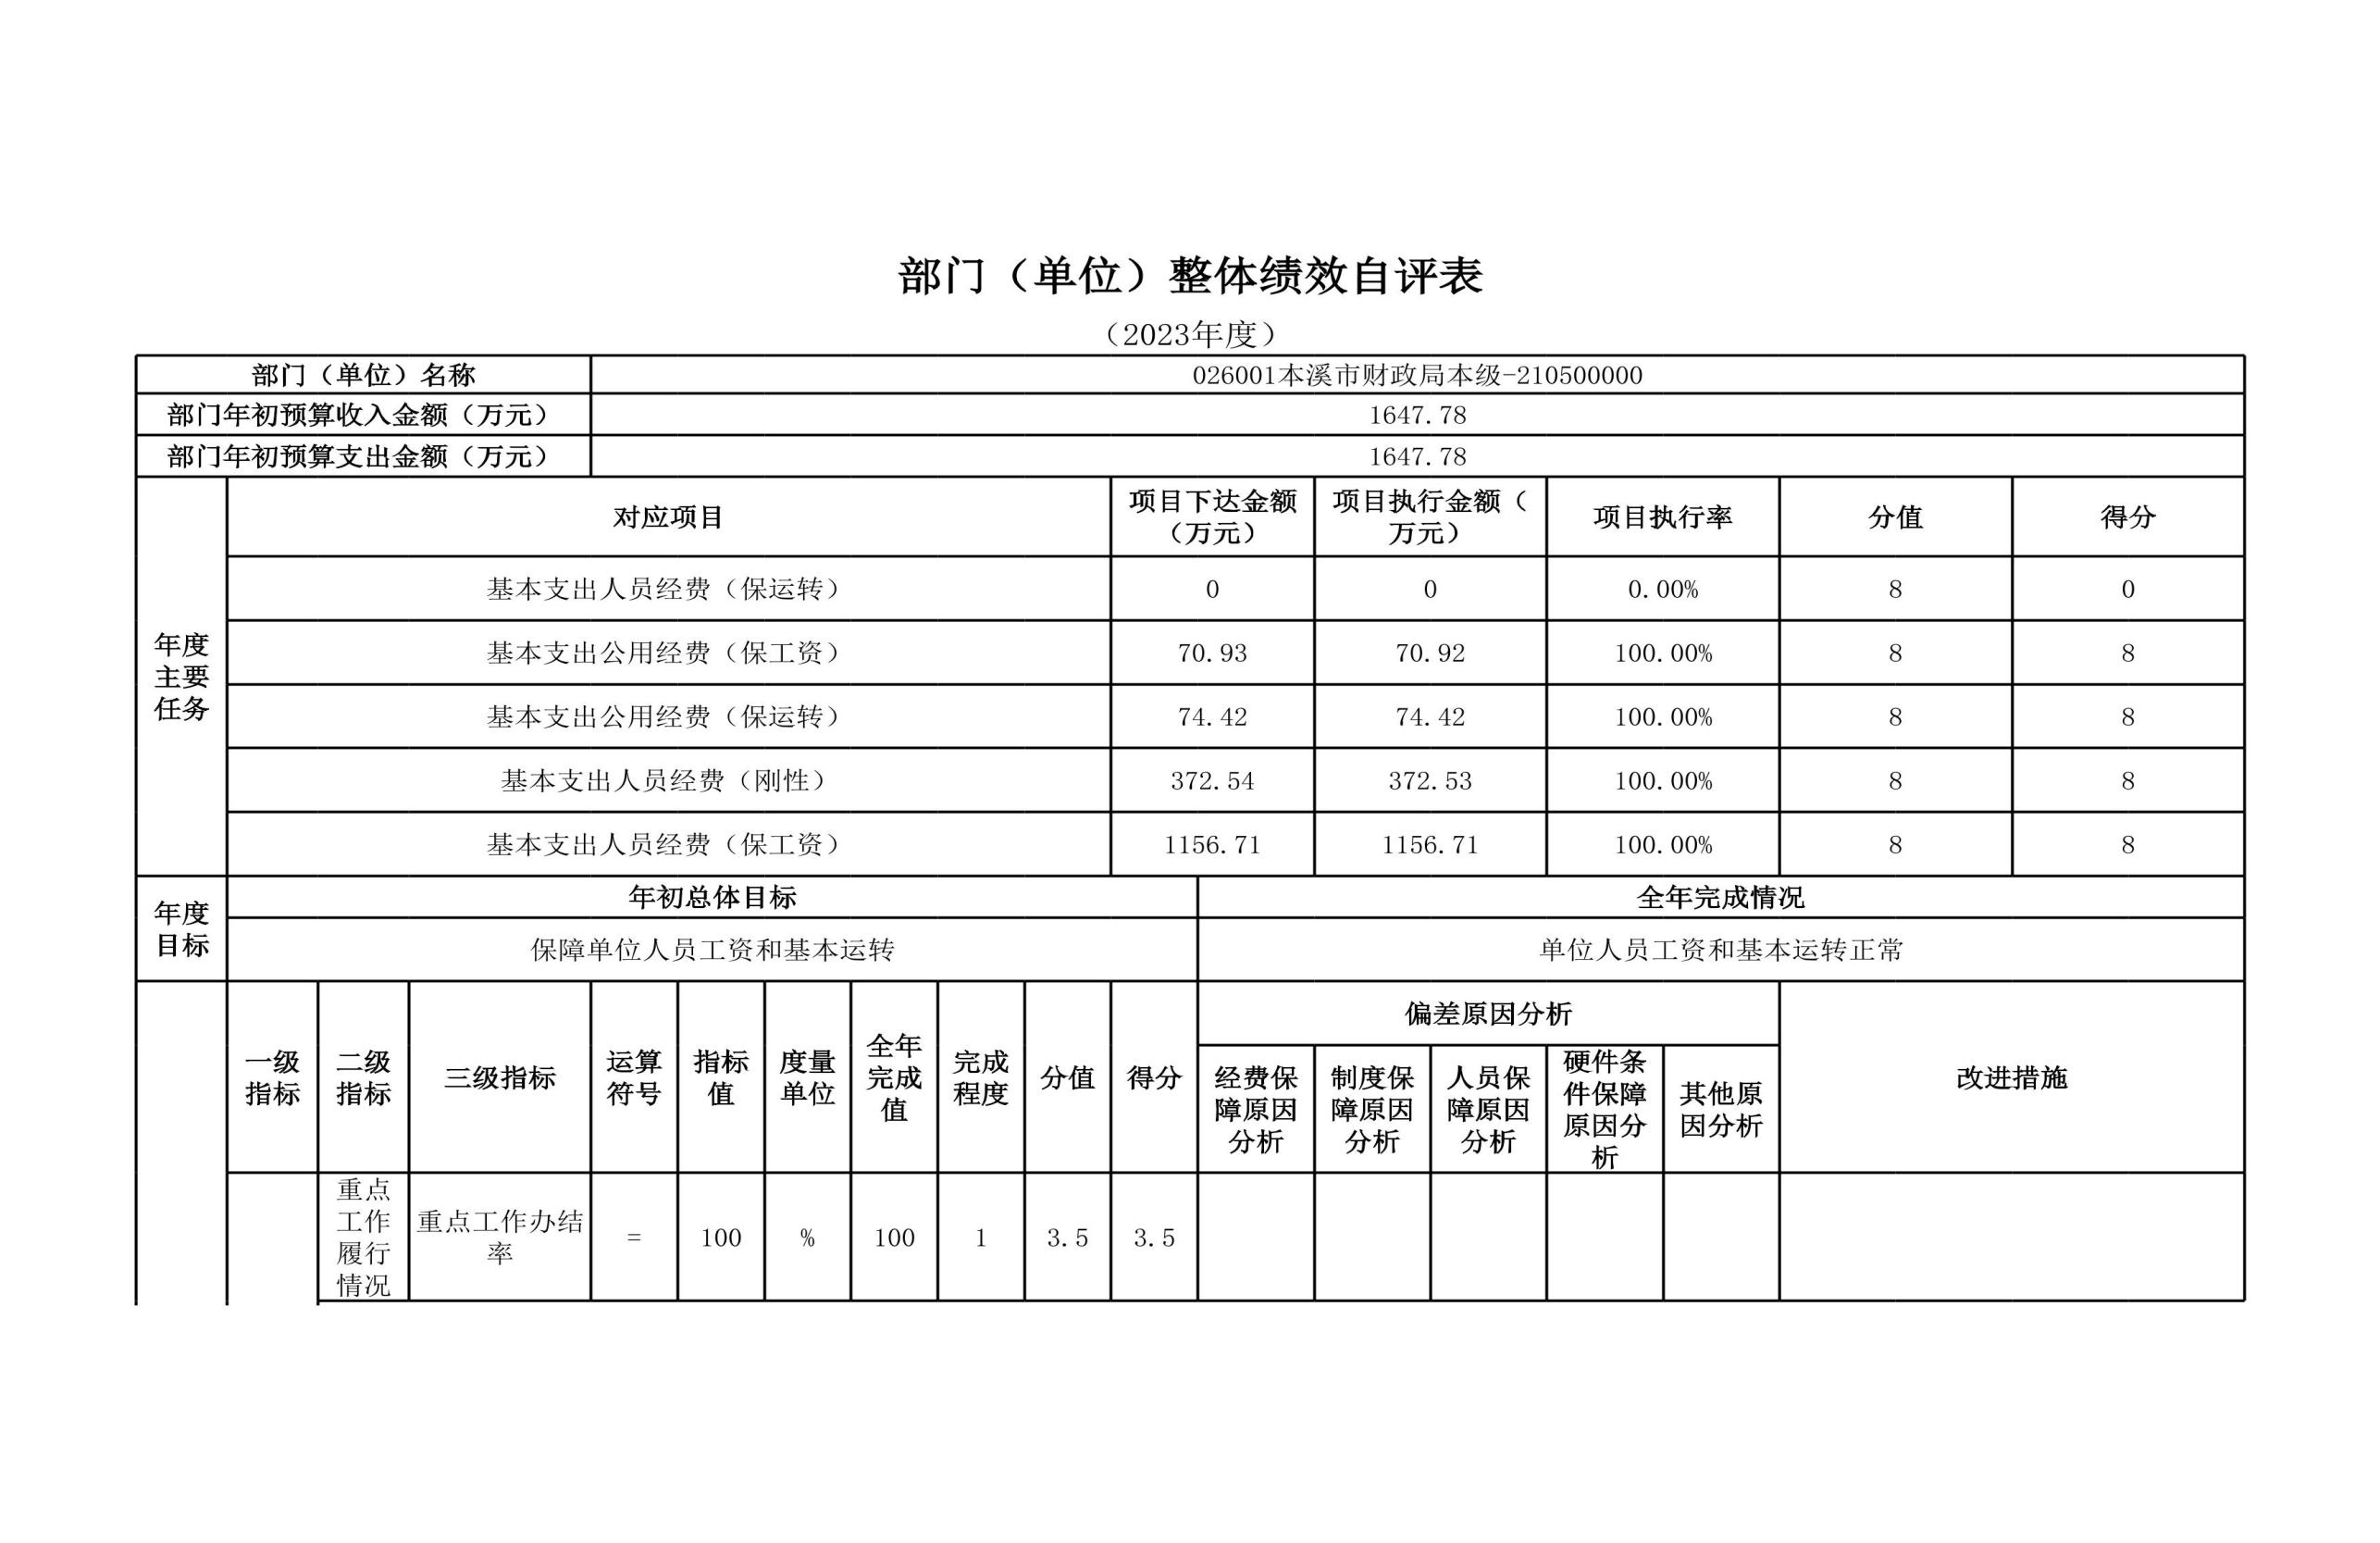 部门（单位）整体绩效自评表
（2023年度）
部门（单位）名称
026001本溪市财政局本级-210500000
部门年初预算收入金额（万元）
1647.78
部门年初预算支出金额（万元）
1647.78
年度
主要
任务
对应项目
项目下达金额
（万元）
项目执行金额（
万元）
项目执行率
分值
得分
基本支出人员经费（保运转）
0
0
0.00%
8
0
基本支出公用经费（保工资）
70.93
70.92
100.00%
8
8
基本支出公用经费（保运转）
74.42
74.42
100.00%
8
8
基本支出人员经费（刚性）
372.54
372.53
100.00%
8
8
基本支出人员经费（保工资）
1156.71
1156.71
100.00%
8
8
年度
目标
年初总体目标
全年完成情况
保障单位人员工资和基本运转
单位人员工资和基本运转正常
一级
指标
二级
指标
三级指标
运算
符号
指标
值
度量
单位
全年
完成
值
完成
程度
分值
得分
偏差原因分析
经费保
障原因
分析
制度保
障原因
分析
人员保
障原因
分析
硬件条
件保障
原因分
析
其他原
因分析
改进措施
重点
工作
履行
情况
重点工作办结
率
=
100
%
100
1
3.5
3.5